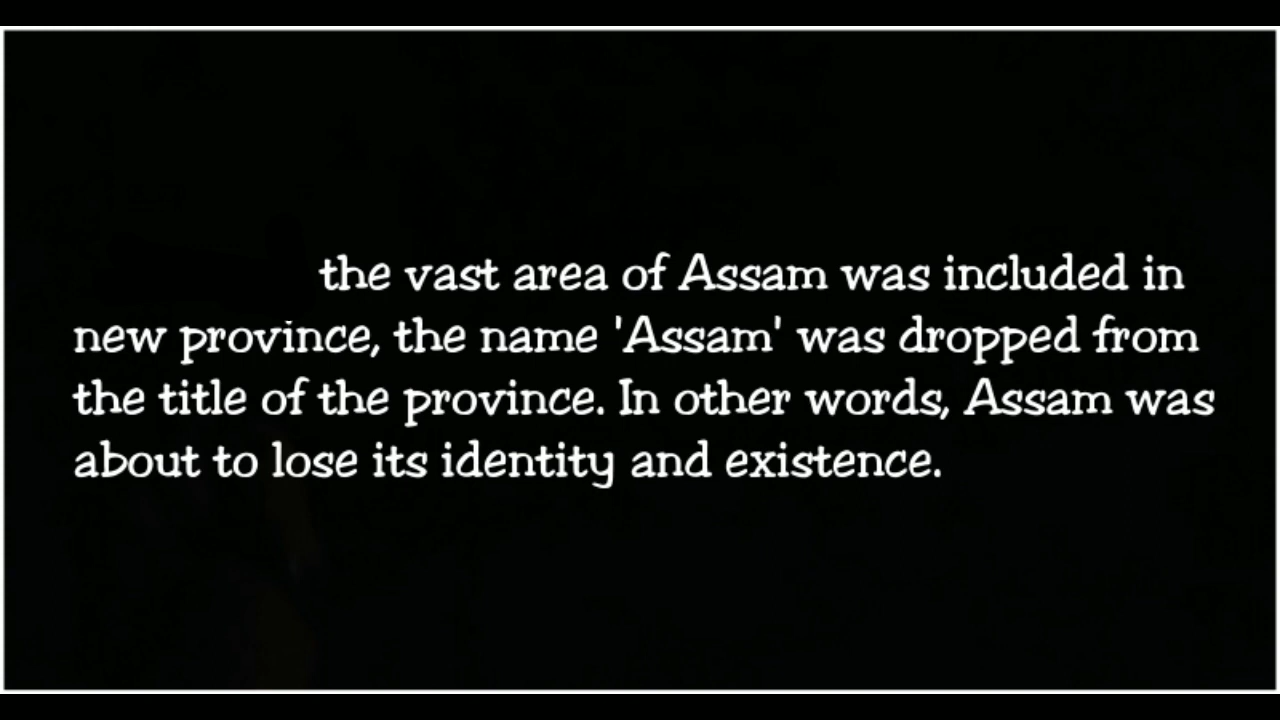 the vast area of Assam was included in
new province, the name 'Assam' was dropped from
the title of the province. In other words, Assam was
about to lose its identity and existence.